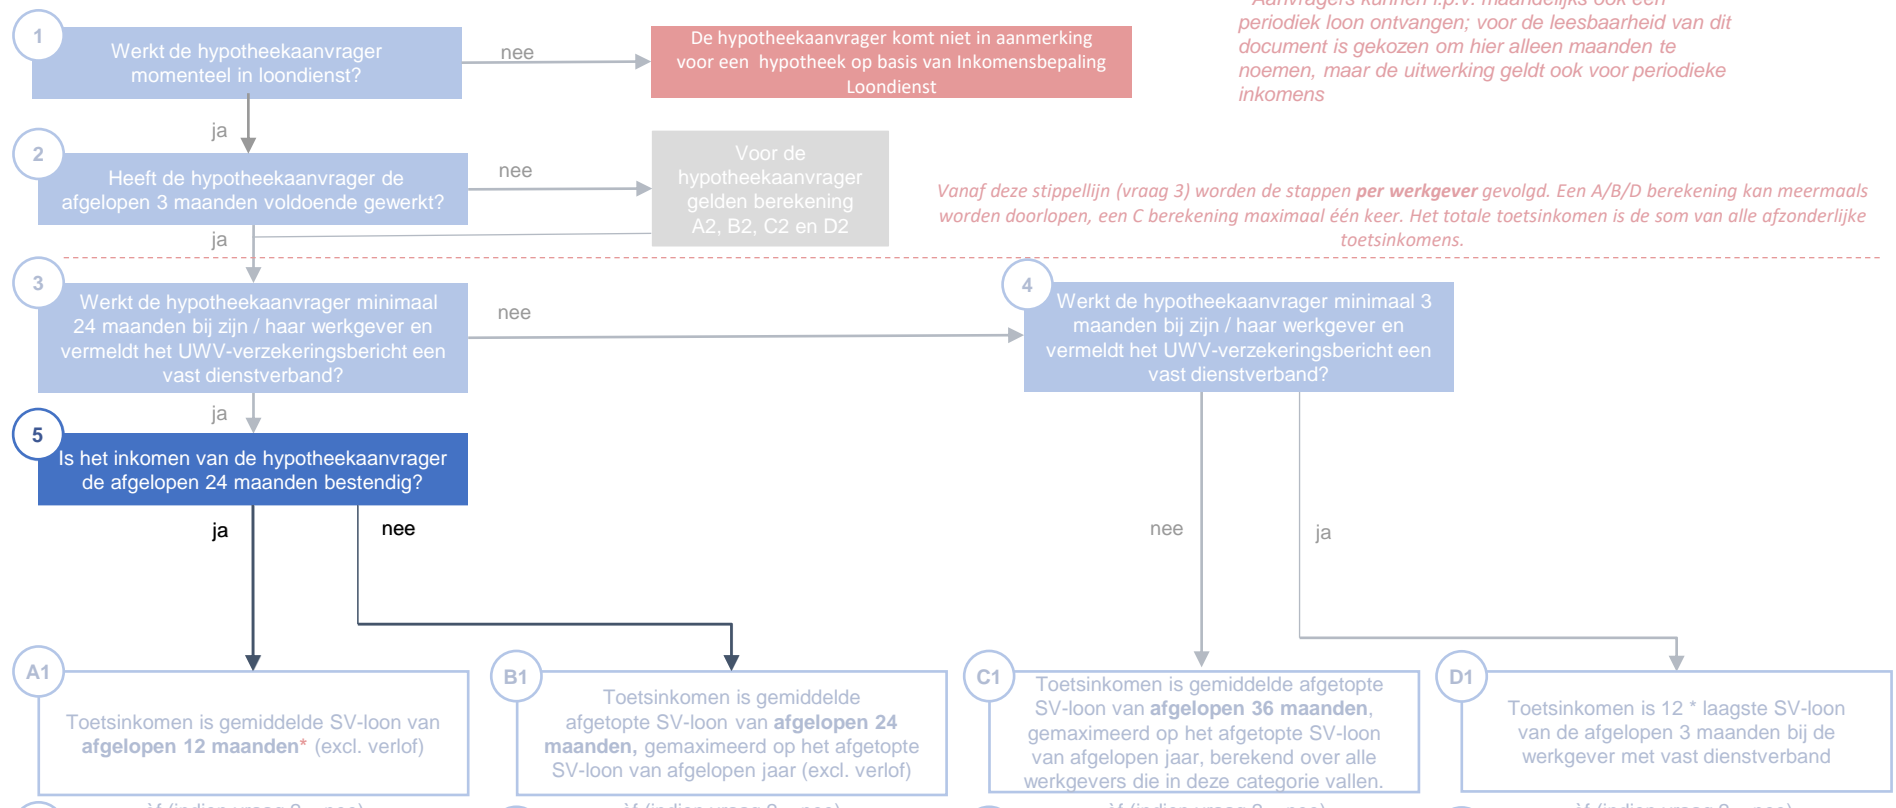 Aanvragers kunnen i.p.v. maandelijks ook een
periodiek loon ontvangen; voor de leesbaarheid van dit
document is gekozen om hier alleen maanden te
noemen, maar de uitwerking geldt ook voor periodieke
inkomens
1
Werkt de hypotheekaanvrager
momenteel in loondienst?
nee
De hypotheekaanvrager komt niet in aanmerking
voor een hypotheek op basis van Inkomensbepaling
Loondienst
ja
2
Heeft de hypotheekaanvrager de
afgelopen 3 maanden voldoende gewerkt?
nee
Voor de
hypotheekaanvrager
gelden berekening
A2, B2, C2 en D2
Vanaf deze stippellijn (vraag 3) worden de stappen per werkgever gevolgd. Een A/B/D berekening kan meermaals
worden doorlopen, een C berekening maximaal één keer. Het totale toetsinkomen is de som van alle afzonderlijke
toetsinkomens.
ja
3
Werkt de hypotheekaanvrager minimaal
24 maanden bij zijn / haar werkgever en
vermeldt het UWV-verzekeringsbericht een
vast dienstverband?
nee
4
Werkt de hypotheekaanvrager minimaal 3
maanden bij zijn / haar werkgever en
vermeldt het UWV-verzekeringsbericht een
vast dienstverband?
ja
5
Is het inkomen van de hypotheekaanvrager
de afgelopen 24 maanden bestendig?
ja
nee
nee
ja
A1
Toetsinkomen is gemiddelde SV-loon van
afgelopen 12 maanden* (excl. verlof)
B1
Toetsinkomen is gemiddelde
afgetopte SV-loon van afgelopen 24
maanden, gemaximeerd op het afgetopte
SV-loon van afgelopen jaar (excl. verlof)
C1
Toetsinkomen is gemiddelde afgetopte
SV-loon van afgelopen 36 maanden,
gemaximeerd op het afgetopte SV-loon
van afgelopen jaar, berekend over alle
werkgevers die in deze categorie vallen.
D1
Toetsinkomen is 12 * laagste SV-loon
van de afgelopen 3 maanden bij de
werkgever met vast dienstverband